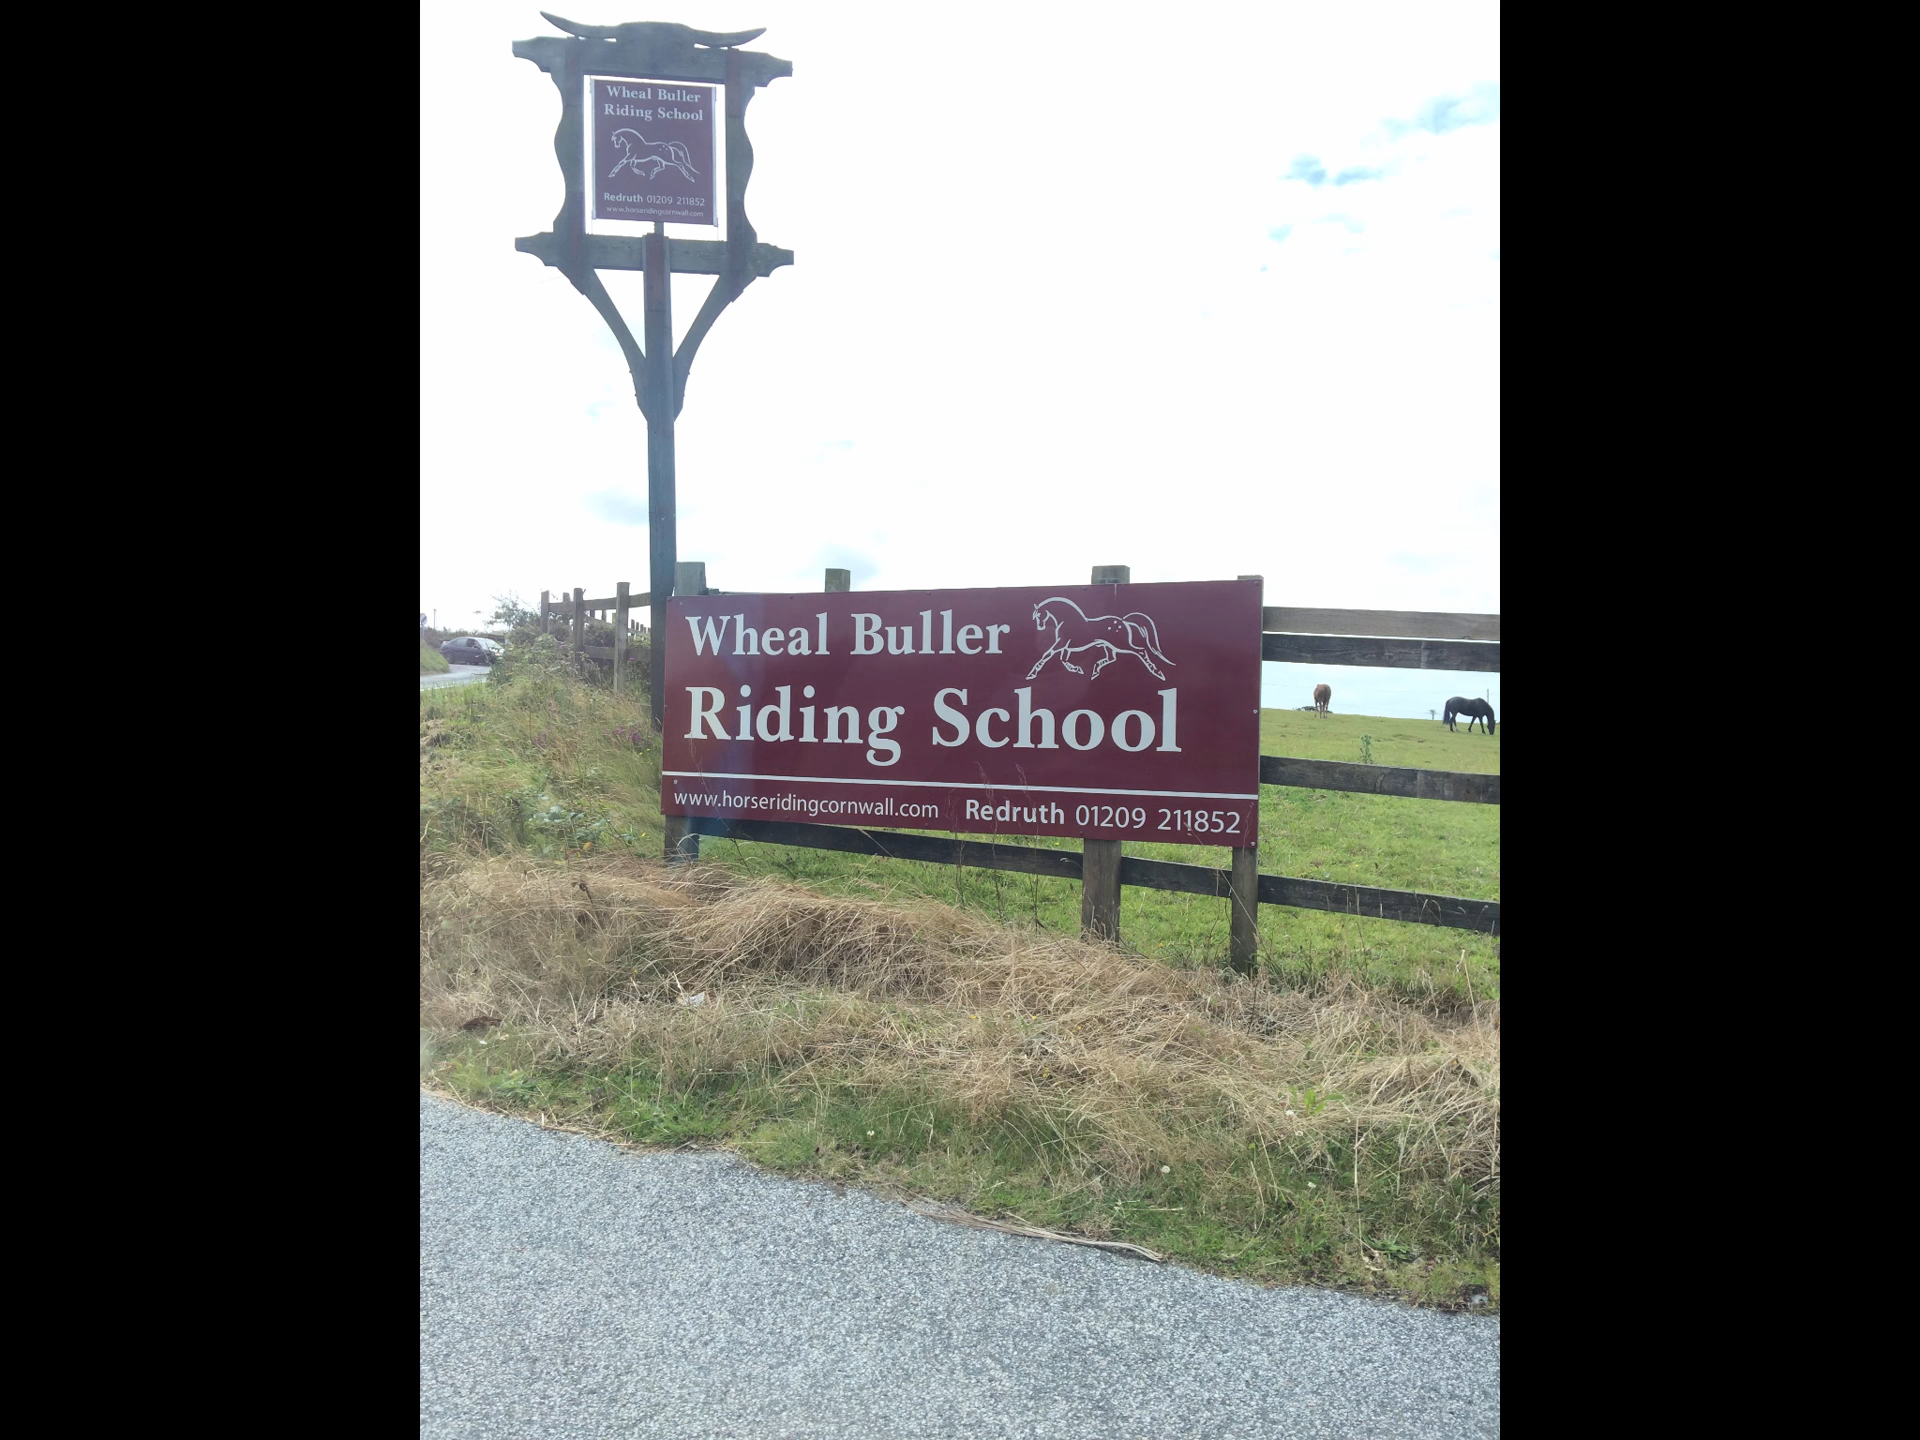 Wheal Buller
Riding School
Redruth 01209 211852
www.horseridingcornwall.com
Wheal Buller
Riding School
www.horseridingcornwall.com Redruth 01209 211852